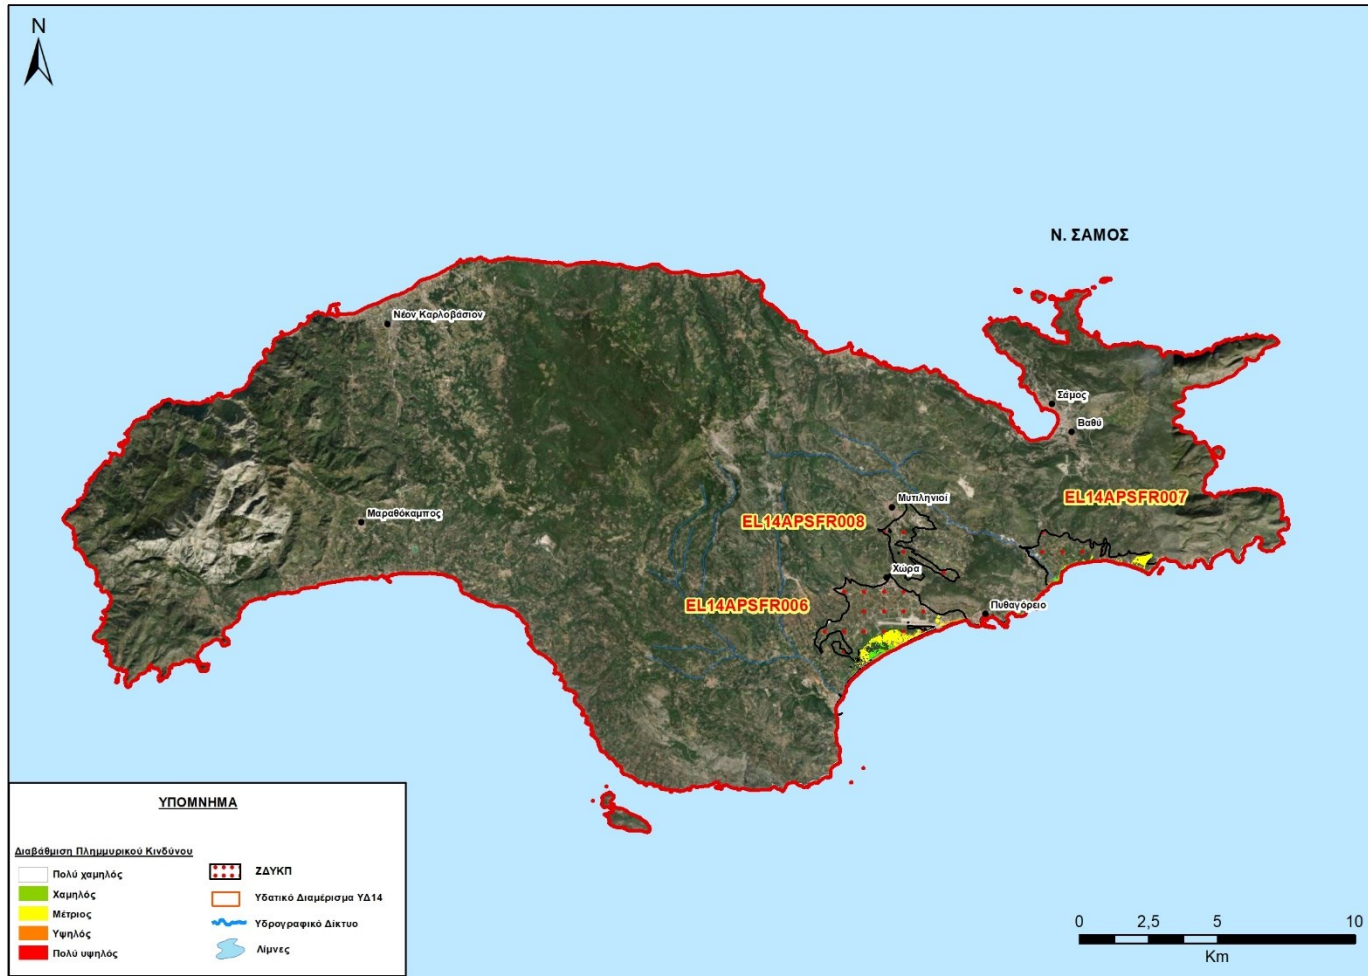 N
Ν. ΣΑΜΟΣ
Νέον Καρλοβάσιον
Σάμος
Βαθύ
EL14APSFR007
Μυτιληνιοί
EL14APSFR008
Μαραθόκαμπος
Χώρα
EL14APSFR006
Πυθαγόρειο
ΥΠΟΜΝΗΜΑ
Διαβάθμιση Πλημμυρικού Κινδύνου
Πολύ χαμηλός
Χαμηλός
Μέτριος
Υψηλός
Πολύ υψηλός
ΖΔΥΚΠ
Υδατικό Διαμέρισμα ΥΔ14
Υδρογραφικό Δίκτυο
Λίμνες
0 2,5 5 10
Km